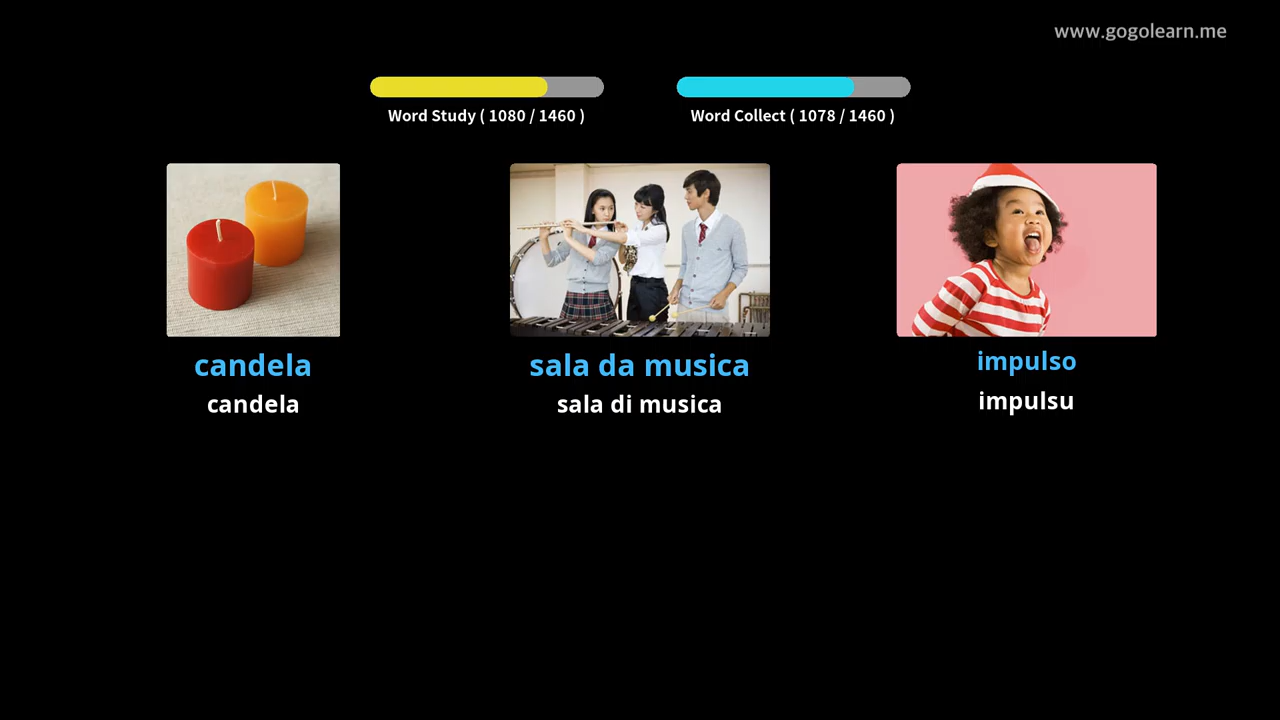 www.gogolearn.me
Word Study ( 1080 / 1460 )
Word Collect ( 1078 / 1460 )
candela
candela
sala da musica
sala di musica
impulso
impulsu